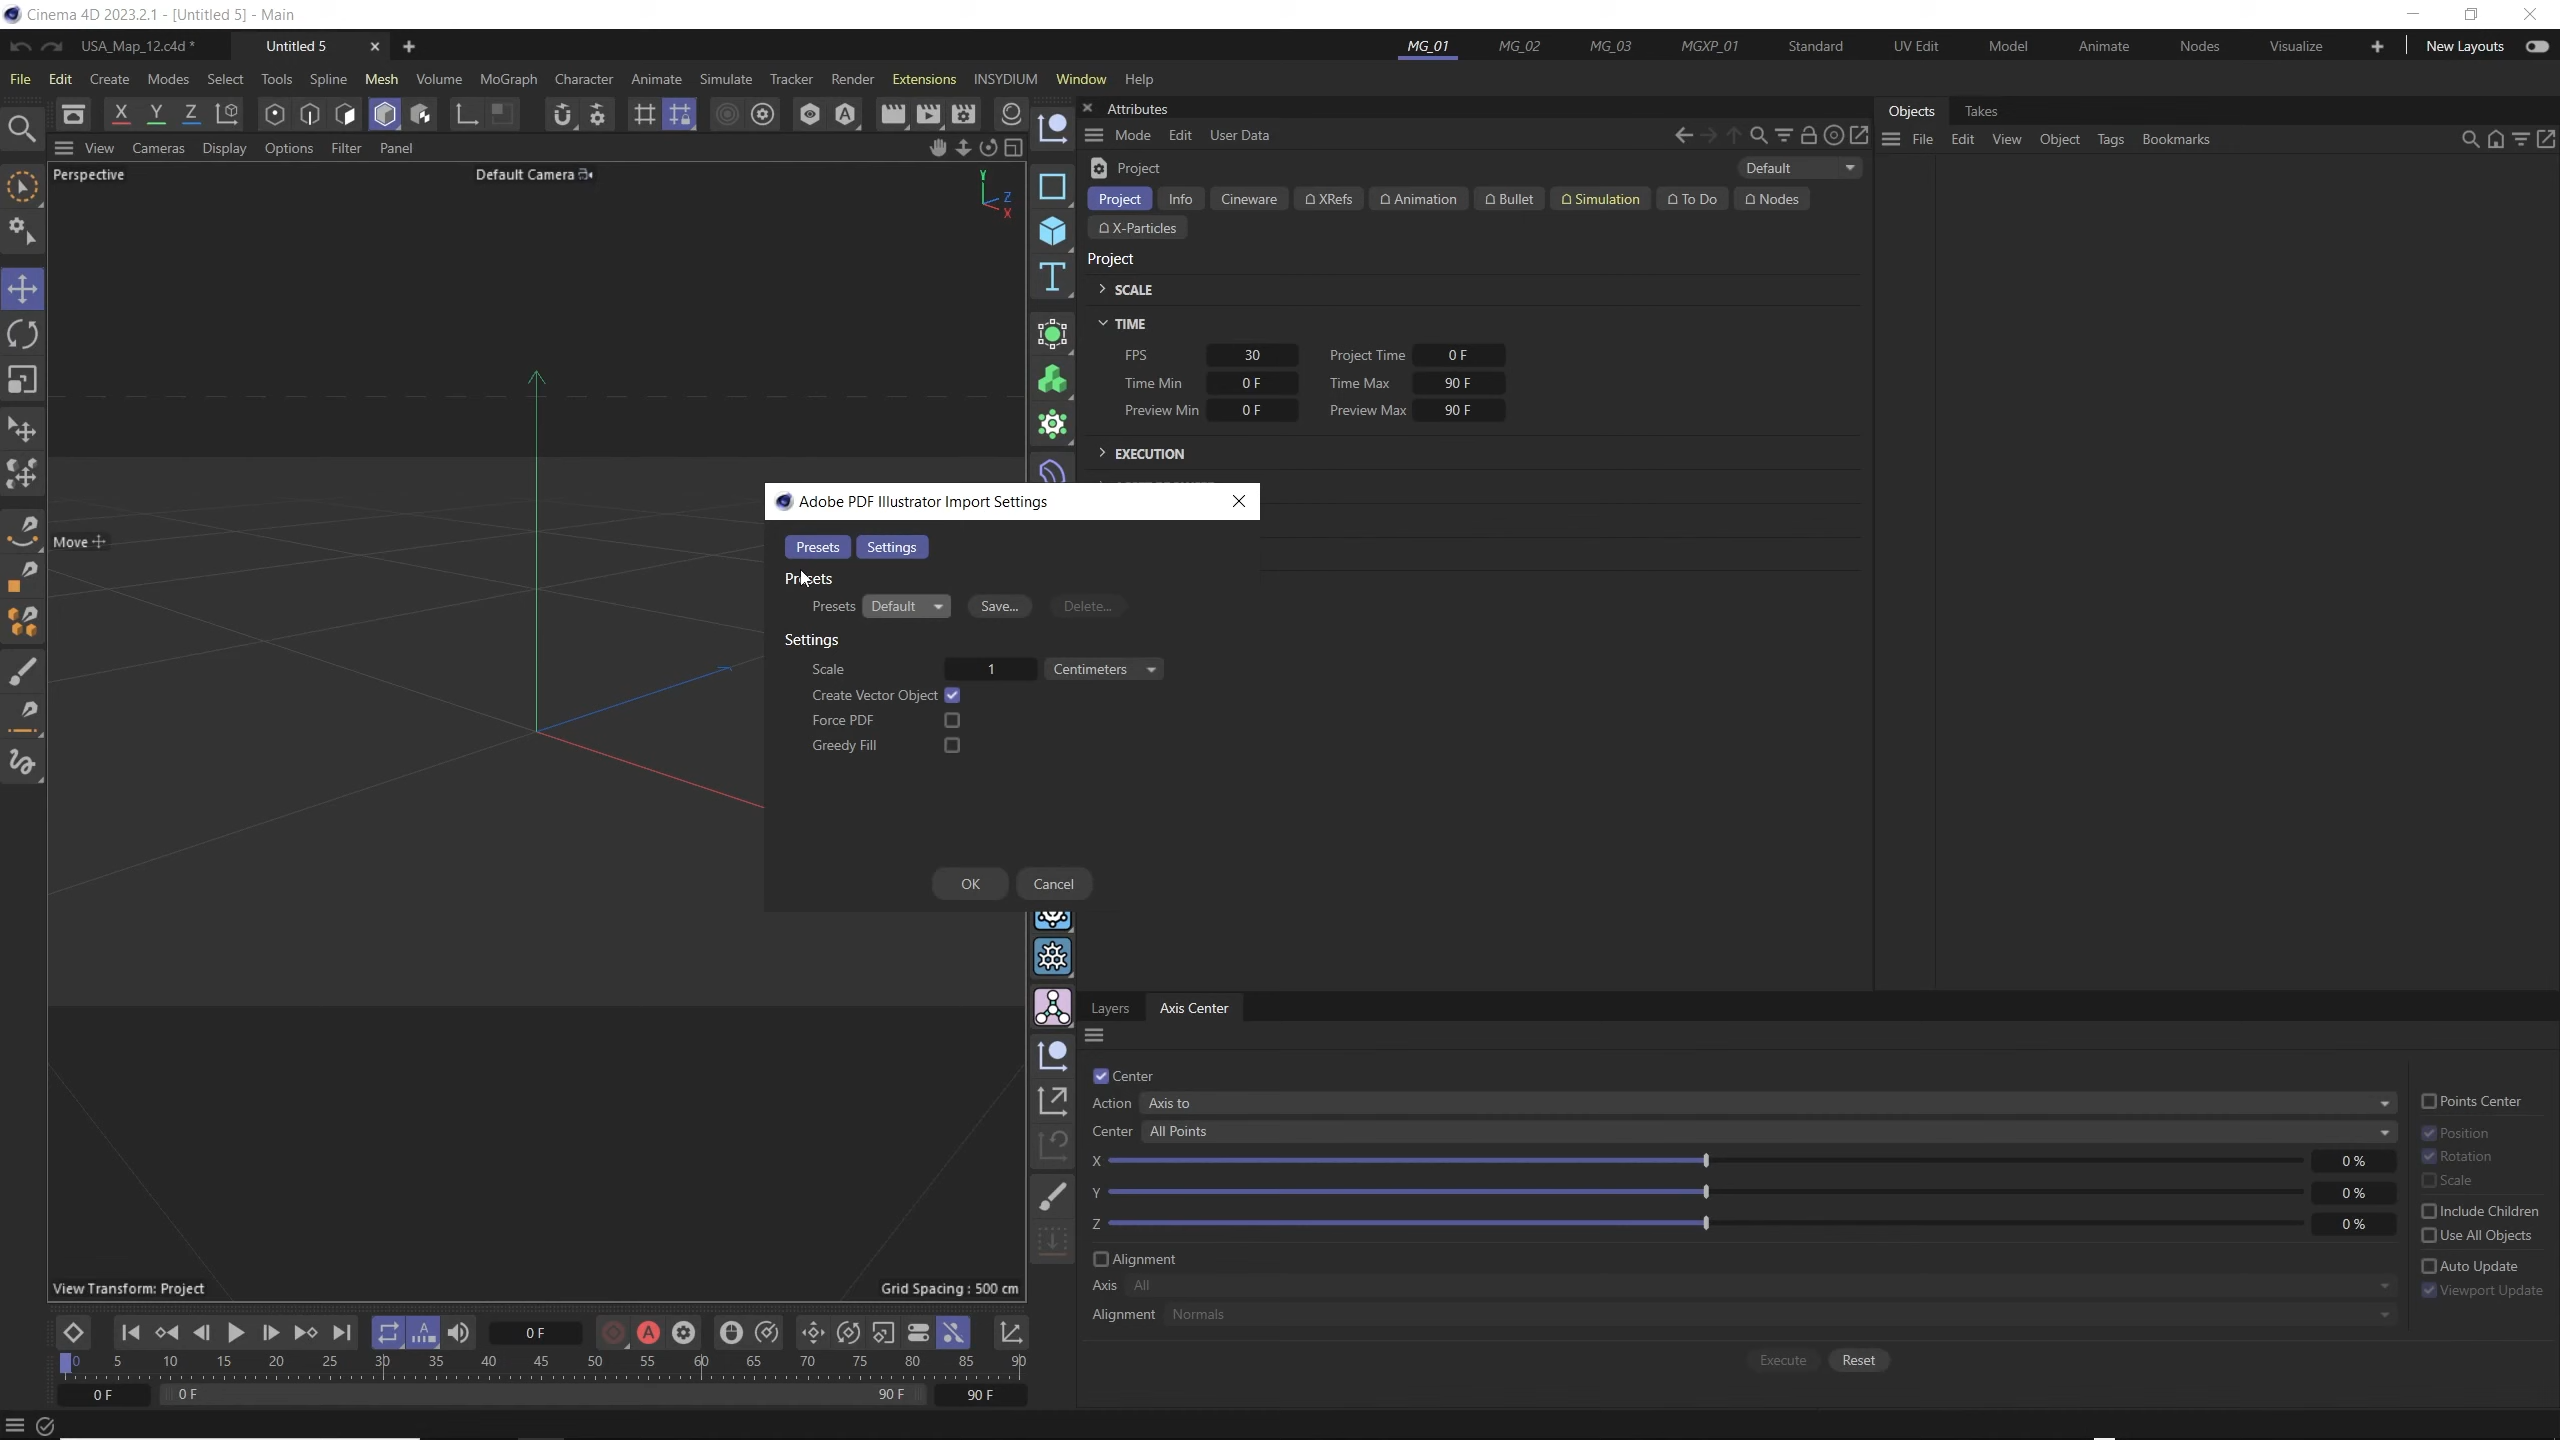 Cinema 4D 2023.2.1 - [Untitled 5] - Main
USA_Map_12.c4d *
Untitled 5
MG_01
MG_02
MG_03
MGXP_01
Standard
UV Edit
Model
Animate
Nodes
Visualize
New Layouts
File
Edit
Create
Modes
Select
Tools
Spline
Mesh
Volume
MoGraph
Character
Animate
Simulate
Tracker
Render
Extensions
INSYDIUM
Window
Help
View
Cameras
Display
Options
Filter
Panel
Perspective
Default Camera
Y
Z
X
Move
View Transform: Project
Grid Spacing : 500 cm
Attributes
Mode
Edit
User Data
Project
Default
Project
Info
Cineware
XRefs
Animation
Bullet
Simulation
To Do
Nodes
X-Particles
Project
SCALE
TIME
FPS 30 Project Time 0 F
Time Min 0 F Time Max 90 F
Preview Min 0 F Preview Max 90 F
EXECUTION
Adobe PDF Illustrator Import Settings
Presets
Settings
Presets
Presets Default Save... Delete...
Settings
Scale 1 Centimeters
Create Vector Object
Force PDF
Greedy Fill
OK
Cancel
Objects
Takes
File
Edit
View
Object
Tags
Bookmarks
Layers
Axis Center
Center
Action Axis to
Center All Points
X 0 %
Y 0 %
Z 0 %
Alignment
Axis All
Alignment Normals
Points Center
Position
Rotation
Scale
Include Children
Use All Objects
Auto Update
Viewport Update
Execute
Reset
0 F
0 5 10 15 20 25 30 35 40 45 50 55 60 65 70 75 80 85 90
0 F
0 F
90 F
90 F